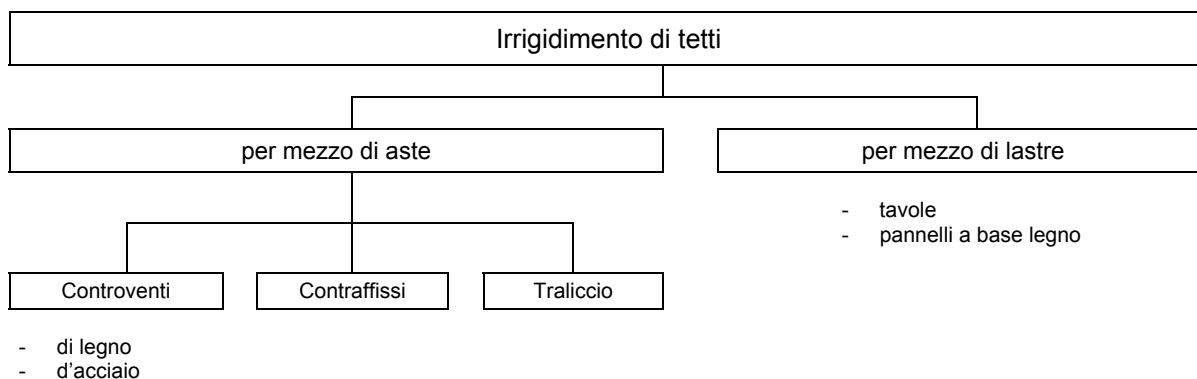 Irrigidimento di tetti
per mezzo di aste
per mezzo di lastre
- tavole
- pannelli a base legno
Controventi
Contraffissi
Traliccio
- di legno
- d'acciaio